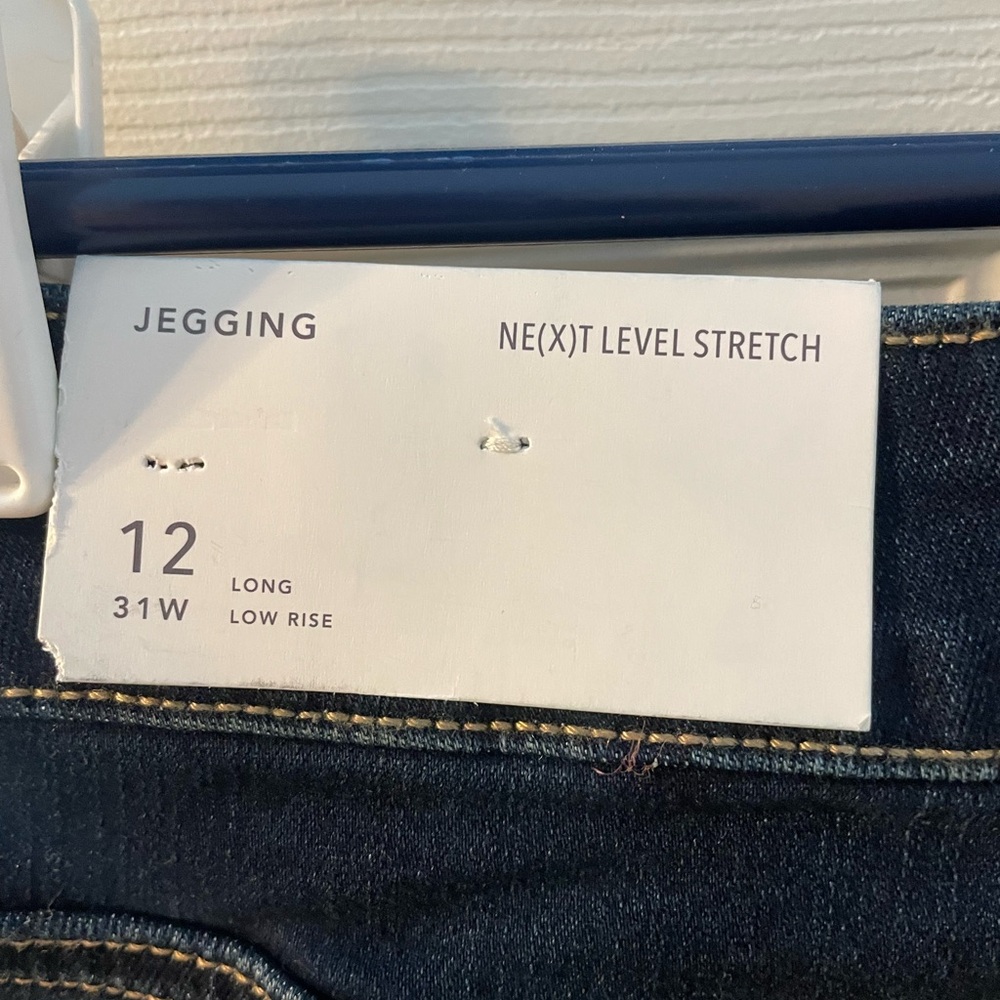 JEGGING
NE(X)T LEVEL STRETCH
12
LONG
31W
LOW RISE